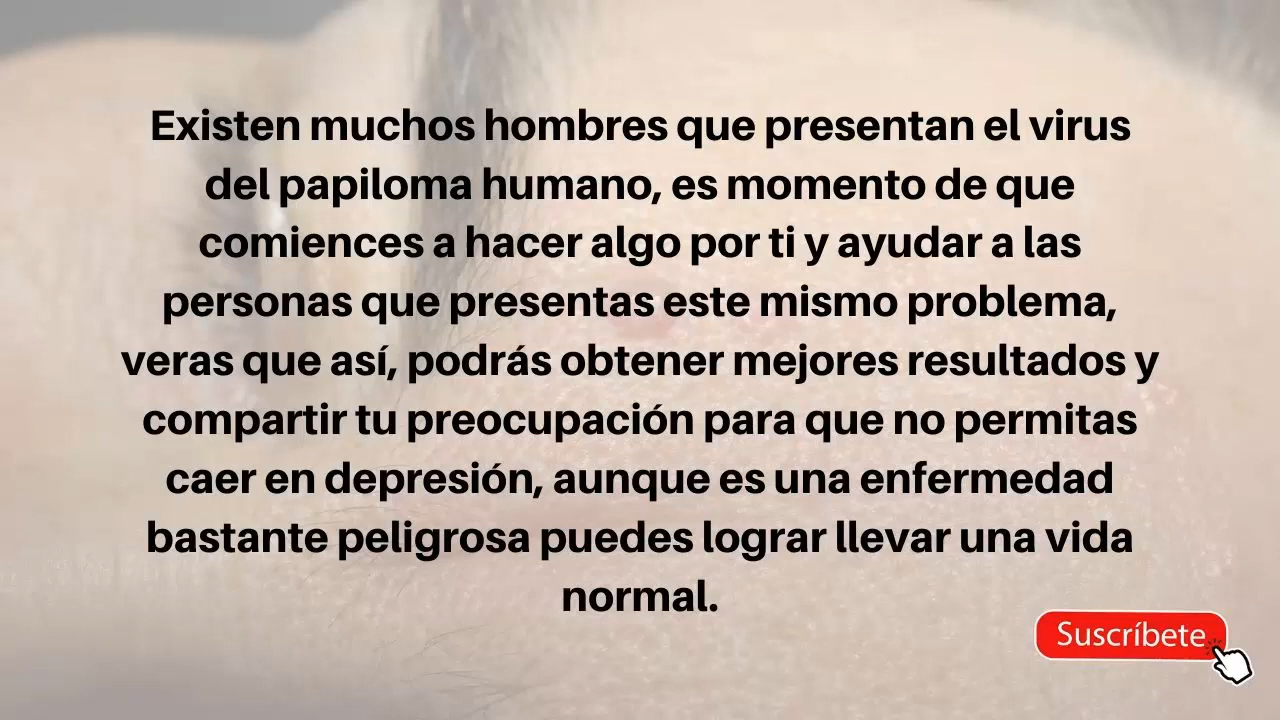 Existen muchos hombres que presentan el virus
del papiloma humano, es momento de que
comiences a hacer algo por ti y ayudar a las
personas que presentas este mismo problema,
veras que así, podrás obtener mejores resultados y
compartir tu preocupación para que no permitas
caer en depresión, aunque es una enfermedad
bastante peligrosa puedes lograr llevar una vida
normal.
Suscríbete